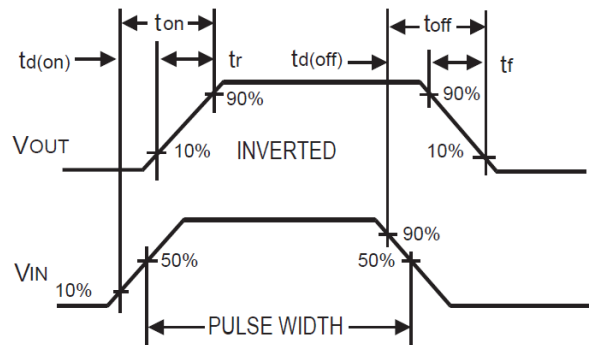 ton
toff
td(on)
tr
td(off)
tf
90%
90%
VOUT
10%
INVERTED
10%
90%
VIN
50%
50%
10%
PULSE WIDTH